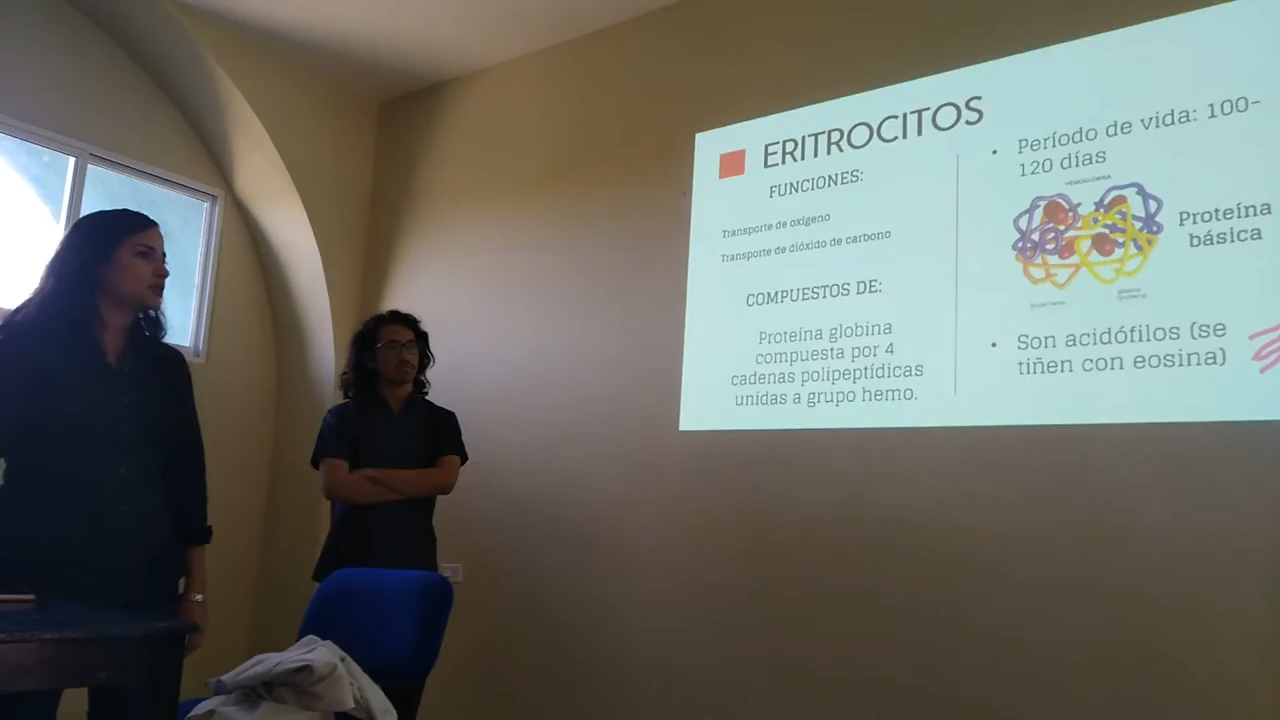 ERITROCITOS
FUNCIONES:
Transporte de oxígeno
Transporte de dióxido de carbono
COMPUESTOS DE:
Proteína globina
compuesta por 4
cadenas polipeptídicas
unidas a grupo hemo.
• Período de vida: 100-
120 días
HEMOGLOBINA
Proteína
básica
• Son acidófilos (se
tiñen con eosina)